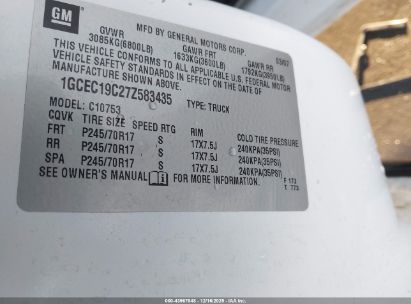 GM
MFD BY GENERAL MOTORS CORP. 03/07
GVWR GAWR FRT GAWR RR
3085KG(6800LB) 1633KG(3600LB) 1792KG(3950LB)
THIS VEHICLE CONFORMS TO ALL APPLICABLE U.S. FEDERAL MOTOR
VEHICLE SAFETY STANDARDS IN EFFECT ON THE DATE OF
MANUFACTURE SHOWN ABOVE.
1GCEC19C27Z583435 TYPE: TRUCK
MODEL: C10753
CQVK TIRE SIZE SPEED RTG RIM COLD TIRE PRESSURE
FRT P245/70R17 S 17X7.5J 240KPA(35PSI)
RR P245/70R17 S 17X7.5J 240KPA(35PSI)
SPA P245/70R17 S 17X7.5J 240KPA(35PSI)
SEE OWNER'S MANUAL FOR MORE INFORMATION.
F 173
T 773